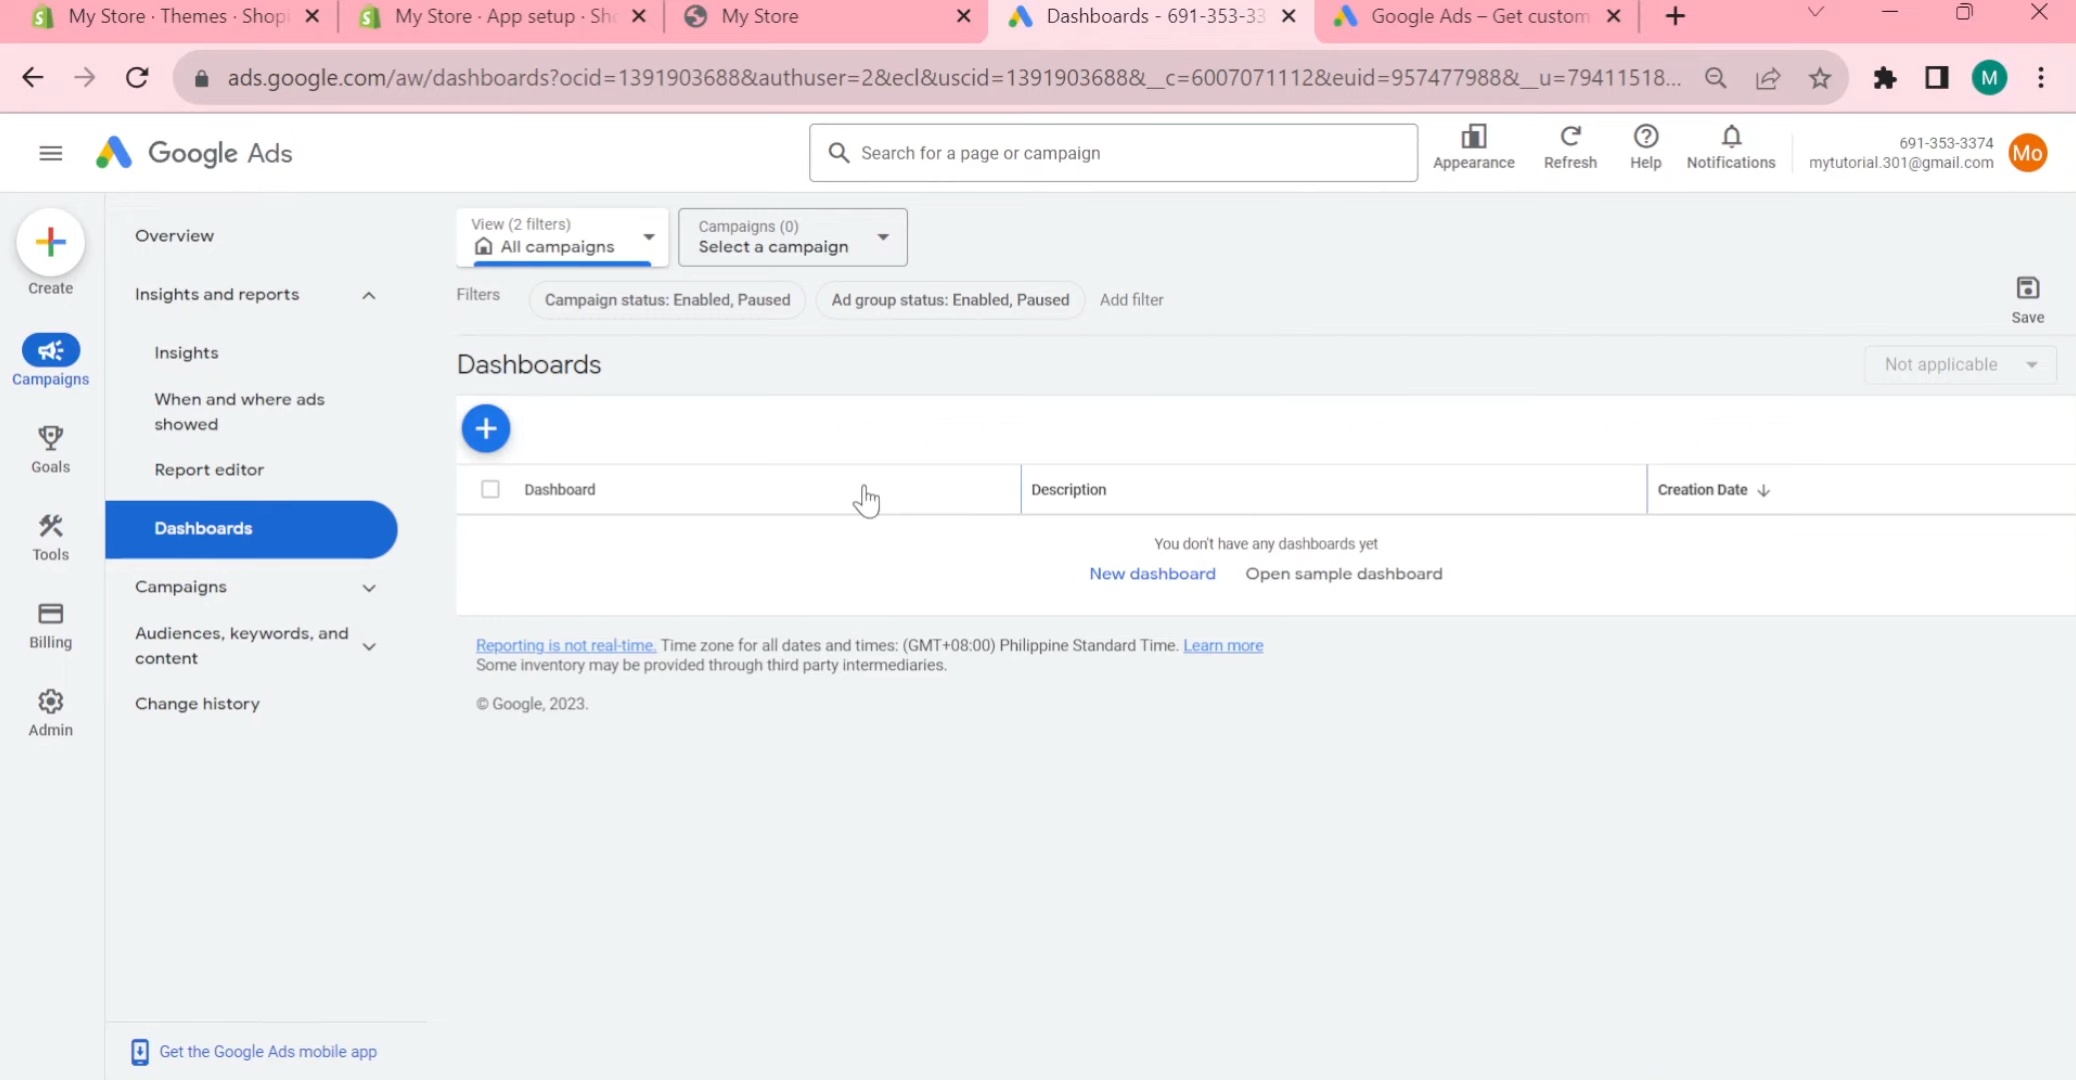 My Store · Themes · Shopi
My Store · App setup · Sho
My Store
Dashboards - 691-353-33
Google Ads – Get custom
ads.google.com/aw/dashboards?ocid=1391903688&authuser=2&ecl&uscid=1391903688&__c=6007071112&euid=957477988&__u=79411518...
M
Google Ads
Search for a page or campaign
Appearance
Refresh
Help
Notifications
691-353-3374
mytutorial.301@gmail.com
Mo
Create
Campaigns
Goals
Tools
Billing
Admin
Overview
Insights and reports
Insights
When and where ads
showed
Report editor
Dashboards
Campaigns
Audiences, keywords, and
content
Change history
Get the Google Ads mobile app
View (2 filters)
All campaigns
Campaigns (0)
Select a campaign
Filters
Campaign status: Enabled, Paused
Ad group status: Enabled, Paused
Add filter
Save
Dashboards
Not applicable
Dashboard
Description
Creation Date
You don't have any dashboards yet
New dashboard Open sample dashboard
Reporting is not real-time. Time zone for all dates and times: (GMT+08:00) Philippine Standard Time. Learn more
Some inventory may be provided through third party intermediaries.
© Google, 2023.